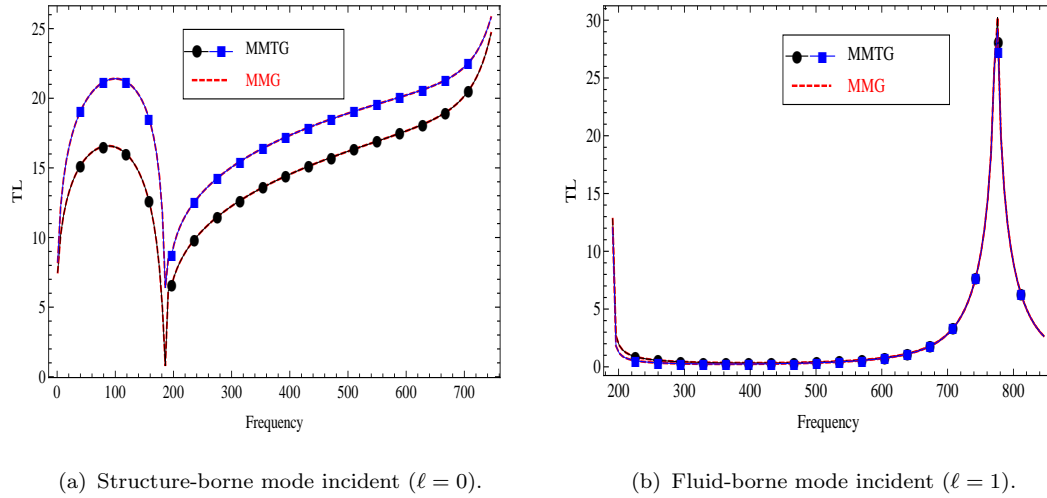 MMTG
MMG
TL
25
20
15
10
5
0
0 100 200 300 400 500 600 700
Frequency
(a) Structure-borne mode incident (ℓ = 0).
MMTG
MMG
TL
30
25
20
15
10
5
0
200 300 400 500 600 700 800
Frequency
(b) Fluid-borne mode incident (ℓ = 1).